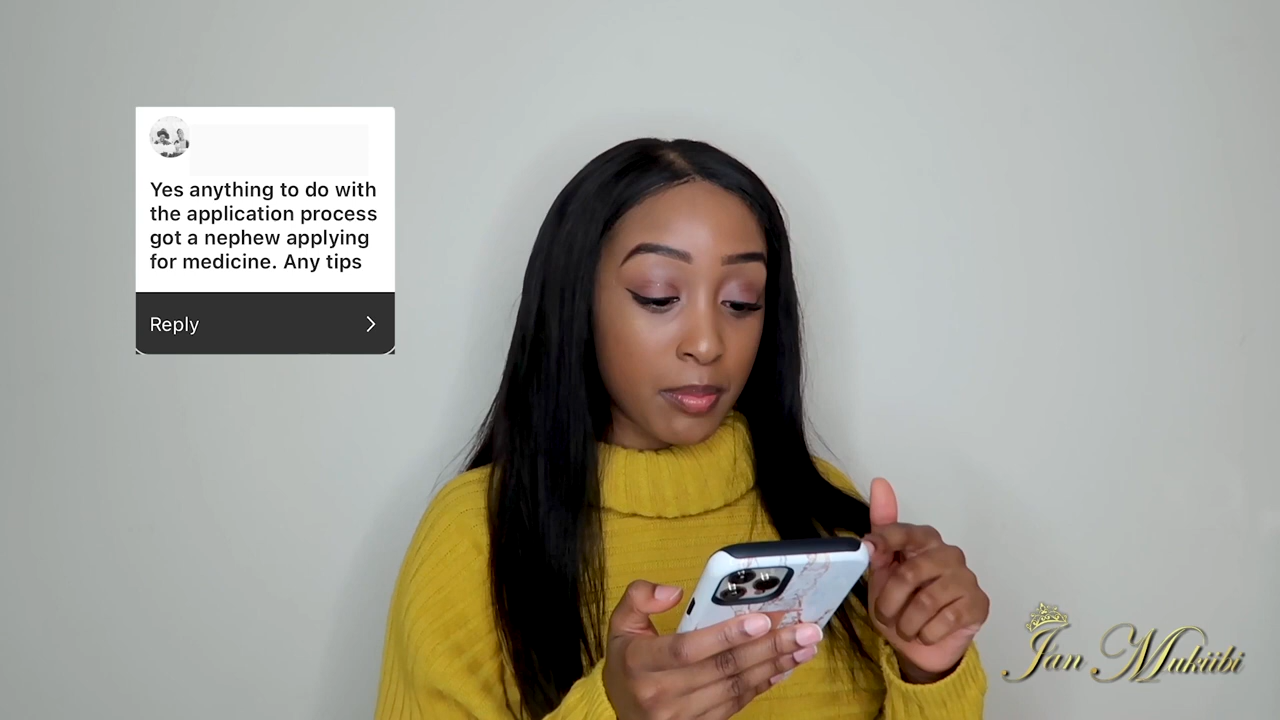 Yes anything to do with
the application process
got a nephew applying
for medicine. Any tips
Reply
Jan Mukiibi